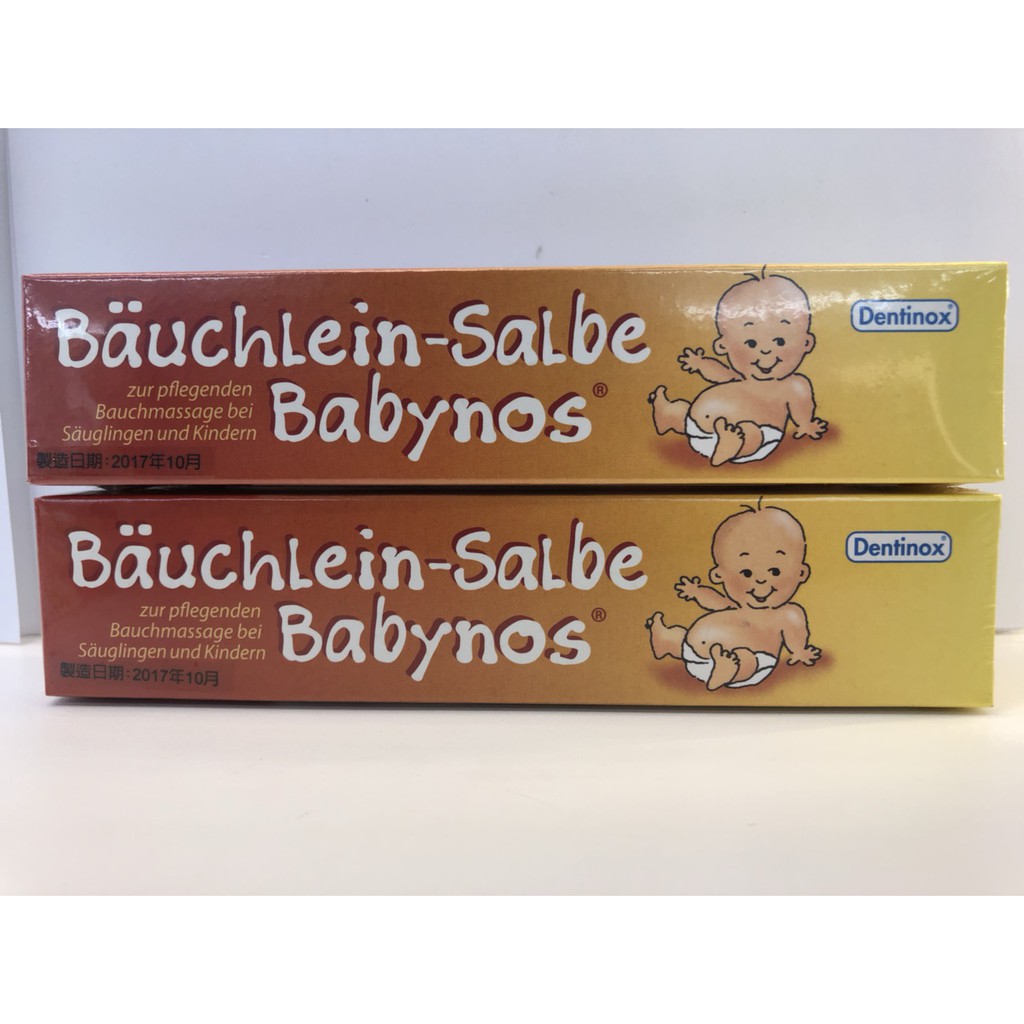 Bäuchlein-Salbe
Babynos®
zur pflegenden
Bauchmassage bei
Säuglingen und Kindern
製造日期:2017年10月
Dentinox®
Bäuchlein-Salbe
Babynos®
zur pflegenden
Bauchmassage bei
Säuglingen und Kindern
製造日期:2017年10月
Dentinox®